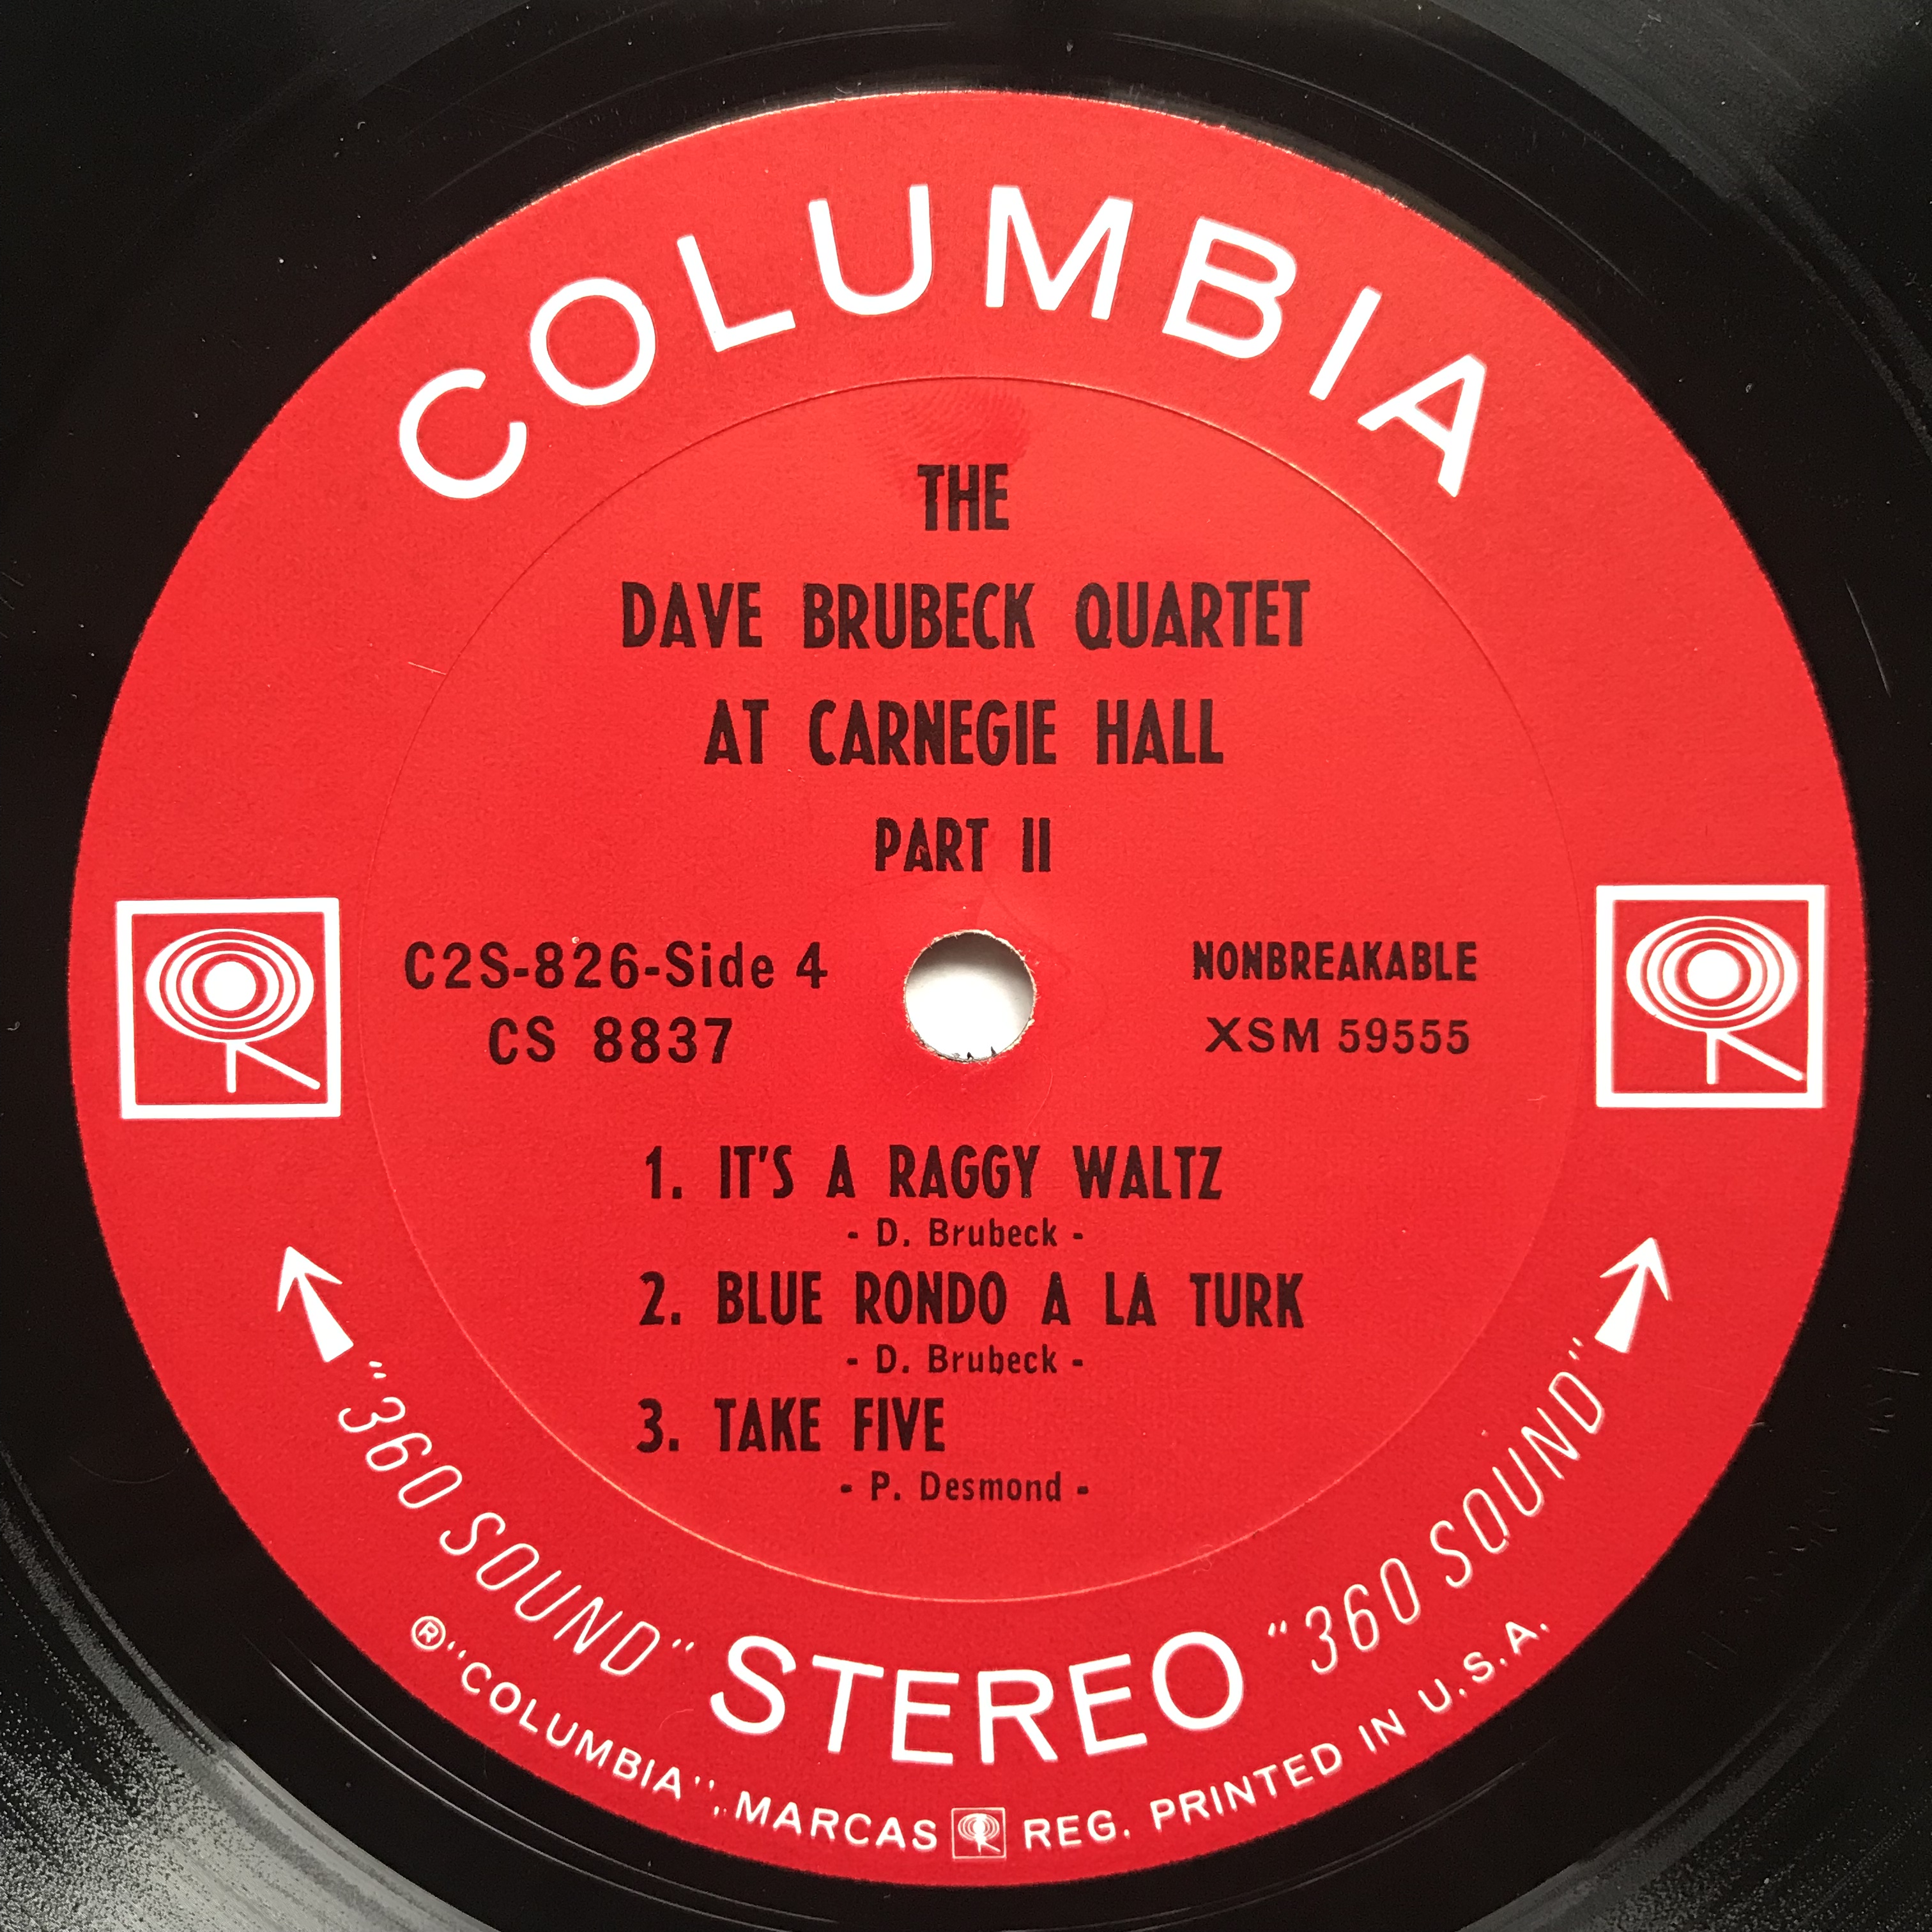 COLUMBIA
THE
DAVE BRUBECK QUARTET
AT CARNEGIE HALL
PART II
C2S-826-Side 4
CS 8837
NONBREAKABLE
XSM 59555
1. IT'S A RAGGY WALTZ
- D. Brubeck -
2. BLUE RONDO A LA TURK
- D. Brubeck -
3. TAKE FIVE
- P. Desmond -
"360 SOUND" STEREO "360 SOUND"
® "COLUMBIA", MARCAS REG. PRINTED IN U.S.A.